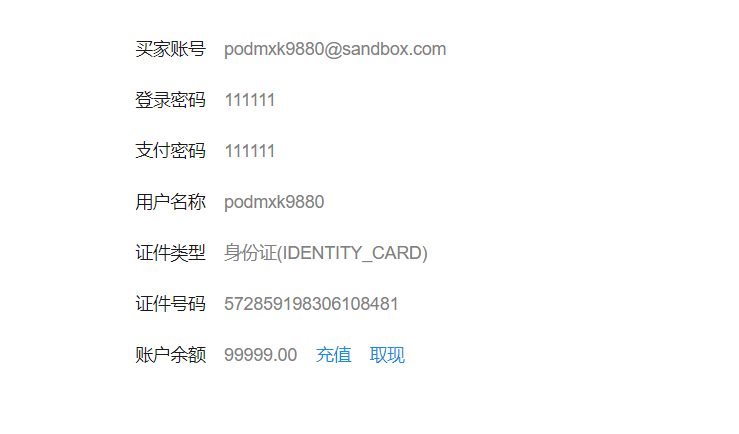 买家账号 podmxk9880@sandbox.com
登录密码 111111
支付密码 111111
用户名称 podmxk9880
证件类型 身份证(IDENTITY_CARD)
证件号码 572859198306108481
账户余额 99999.00 充值 取现